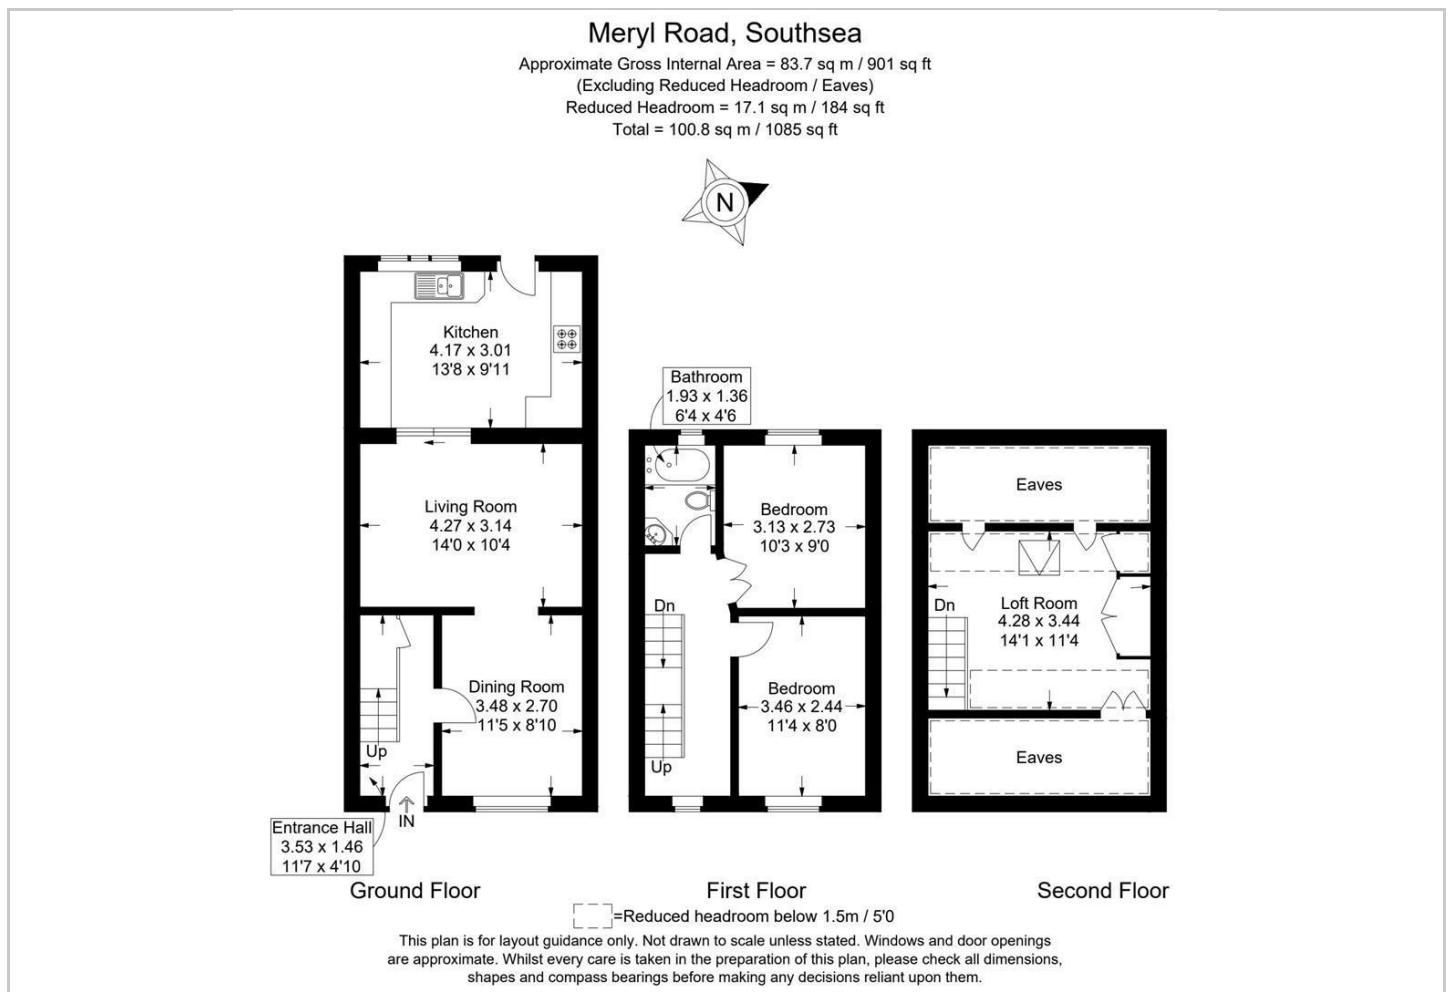 Meryl Road, Southsea
Approximate Gross Internal Area = 83.7 sq m / 901 sq ft
(Excluding Reduced Headroom / Eaves)
Reduced Headroom = 17.1 sq m / 184 sq ft
Total = 100.8 sq m / 1085 sq ft
N
Kitchen
4.17 x 3.01
13'8 x 9'11
Living Room
4.27 x 3.14
14'0 x 10'4
Dining Room
3.48 x 2.70
11'5 x 8'10
Up
IN
Entrance Hall
3.53 x 1.46
11'7 x 4'10
Ground Floor
Bathroom
1.93 x 1.36
6'4 x 4'6
Bedroom
3.13 x 2.73
10'3 x 9'0
Dn
Bedroom
3.46 x 2.44
11'4 x 8'0
Up
First Floor
Eaves
Dn
Loft Room
4.28 x 3.44
14'1 x 11'4
Eaves
Second Floor
=Reduced headroom below 1.5m / 5'0
This plan is for layout guidance only. Not drawn to scale unless stated. Windows and door openings
are approximate. Whilst every care is taken in the preparation of this plan, please check all dimensions,
shapes and compass bearings before making any decisions reliant upon them.